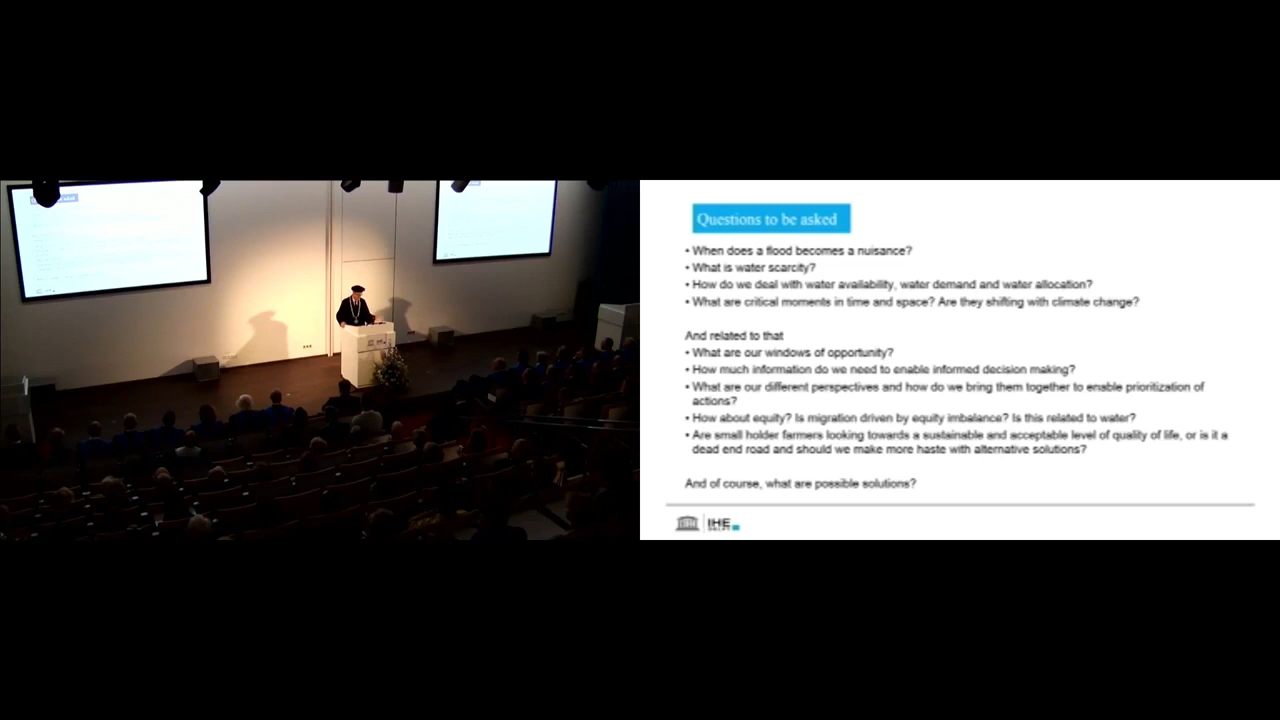 Questions to be asked
• When does a flood becomes a nuisance?
• What is water scarcity?
• How do we deal with water availability, water demand and water allocation?
• What are critical moments in time and space? Are they shifting with climate change?
And related to that
• What are our windows of opportunity?
• How much information do we need to enable informed decision making?
• What are our different perspectives and how do we bring them together to enable prioritization of
actions?
• How about equity? Is migration driven by equity imbalance? Is this related to water?
• Are small holder farmers looking towards a sustainable and acceptable level of quality of life, or is it a
dead end road and should we make more haste with alternative solutions?
And of course, what are possible solutions?
IHE
DELFT